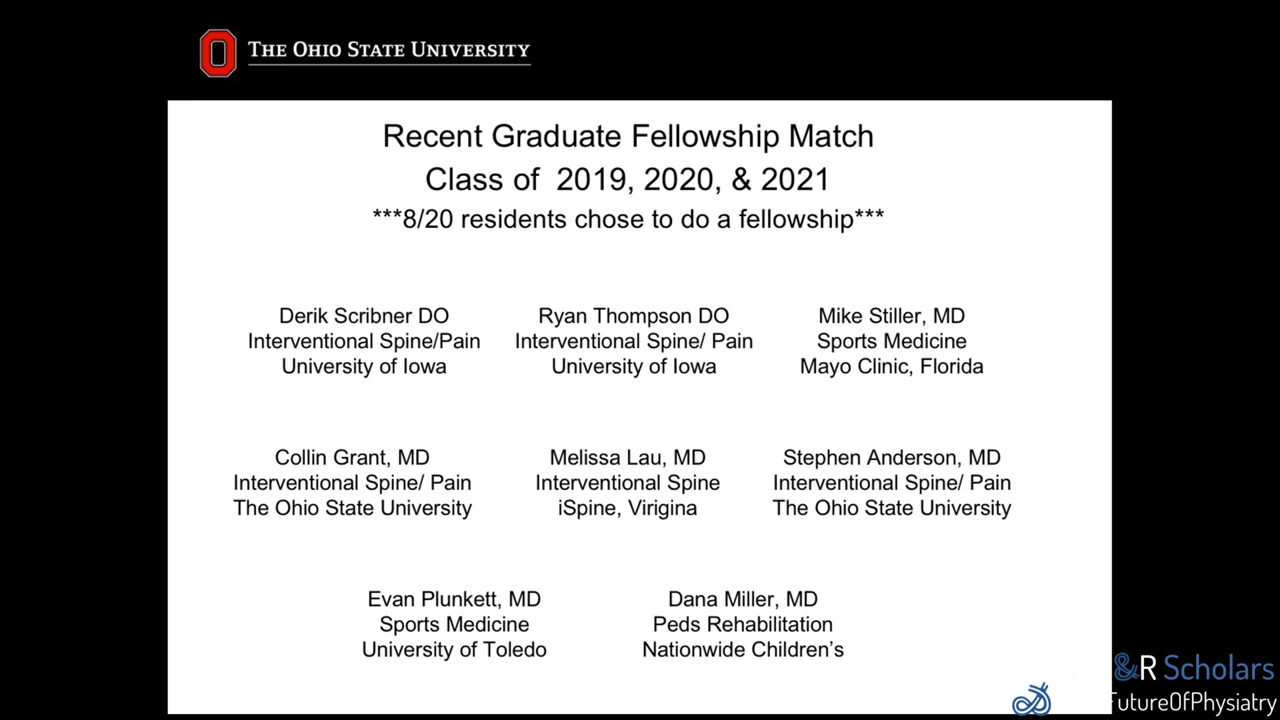 THE OHIO STATE UNIVERSITY
Recent Graduate Fellowship Match
Class of 2019, 2020, & 2021
***8/20 residents chose to do a fellowship***
Derik Scribner DO
Interventional Spine/Pain
University of Iowa
Ryan Thompson DO
Interventional Spine/ Pain
University of Iowa
Mike Stiller, MD
Sports Medicine
Mayo Clinic, Florida
Collin Grant, MD
Interventional Spine/ Pain
The Ohio State University
Melissa Lau, MD
Interventional Spine
iSpine, Virigina
Stephen Anderson, MD
Interventional Spine/ Pain
The Ohio State University
Evan Plunkett, MD
Sports Medicine
University of Toledo
Dana Miller, MD
Peds Rehabilitation
Nationwide Children's
&R Scholars
FutureOfPhysiatry